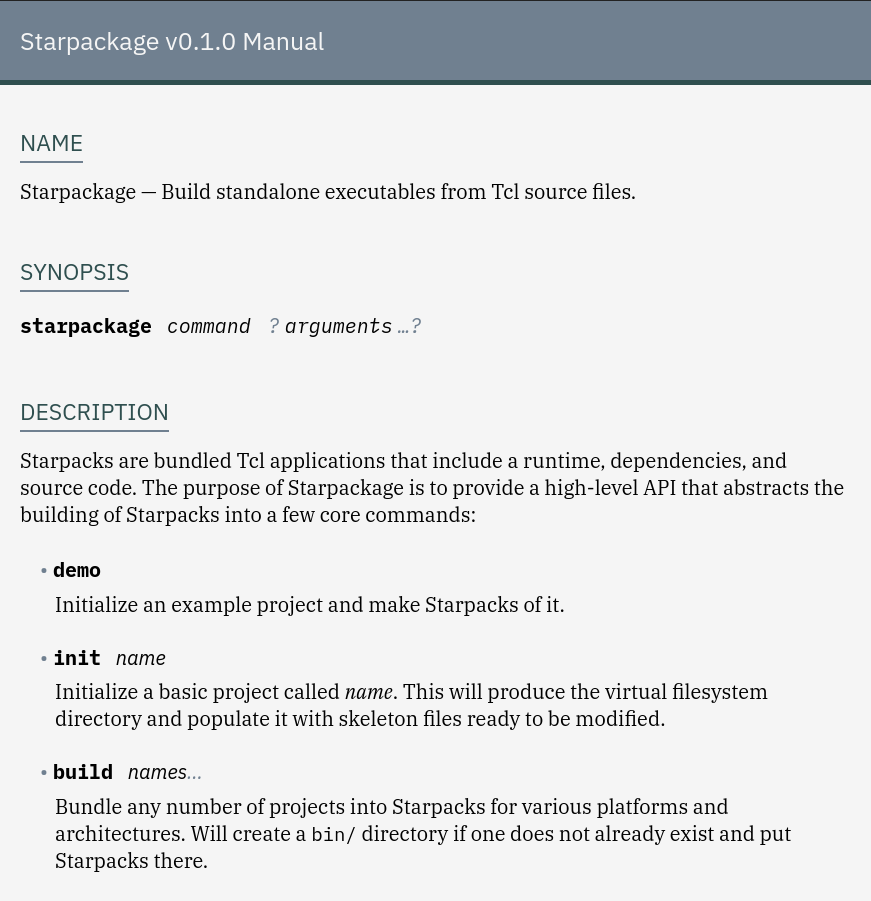 Starpackage v0.1.0 Manual
NAME
Starpackage — Build standalone executables from Tcl source files.
SYNOPSIS
starpackage command ?arguments…?
DESCRIPTION
Starpacks are bundled Tcl applications that include a runtime, dependencies, and
source code. The purpose of Starpackage is to provide a high-level API that abstracts the
building of Starpacks into a few core commands:
• demo
Initialize an example project and make Starpacks of it.
• init name
Initialize a basic project called name. This will produce the virtual filesystem
directory and populate it with skeleton files ready to be modified.
• build names…
Bundle any number of projects into Starpacks for various platforms and
architectures. Will create a bin/ directory if one does not already exist and put
Starpacks there.